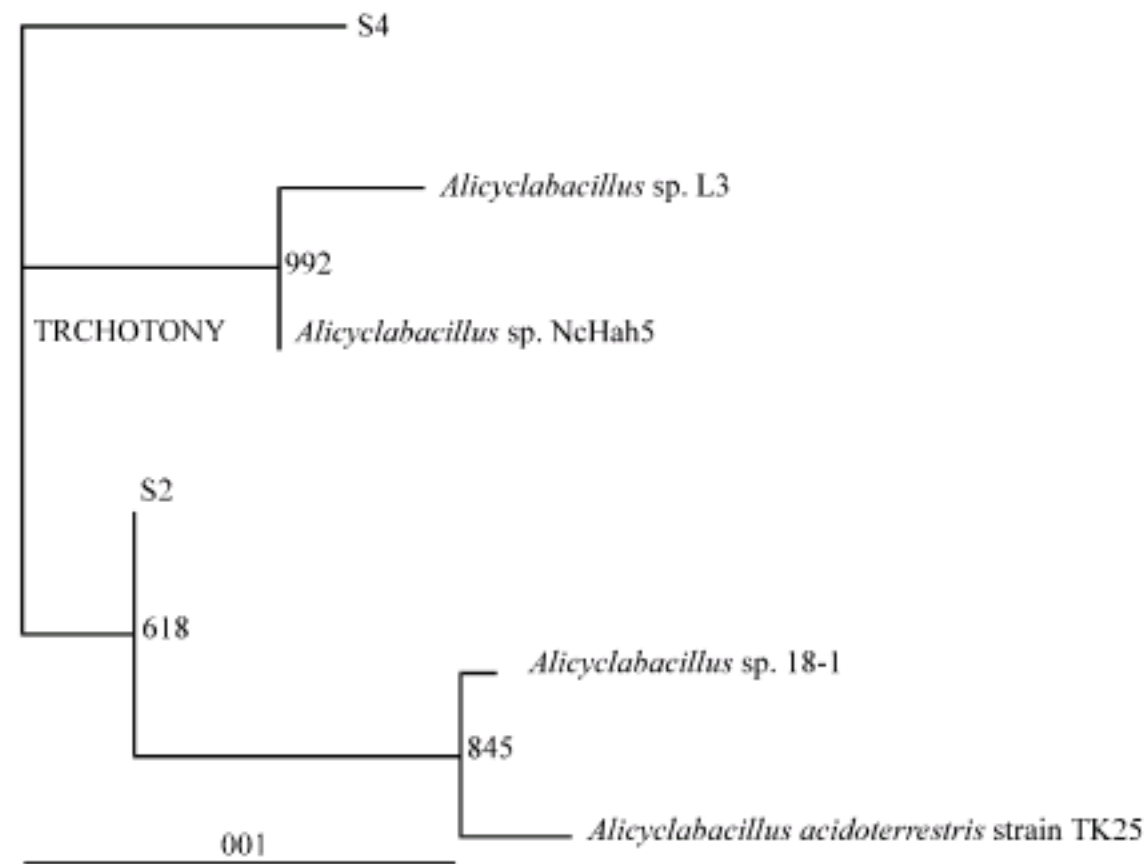 S4
Alicyclabacillus sp. L3
992
TRCHOTONY
Alicyclabacillus sp. NcHah5
S2
618
Alicyclabacillus sp. 18-1
845
Alicyclabacillus acidoterrestris strain TK25
001